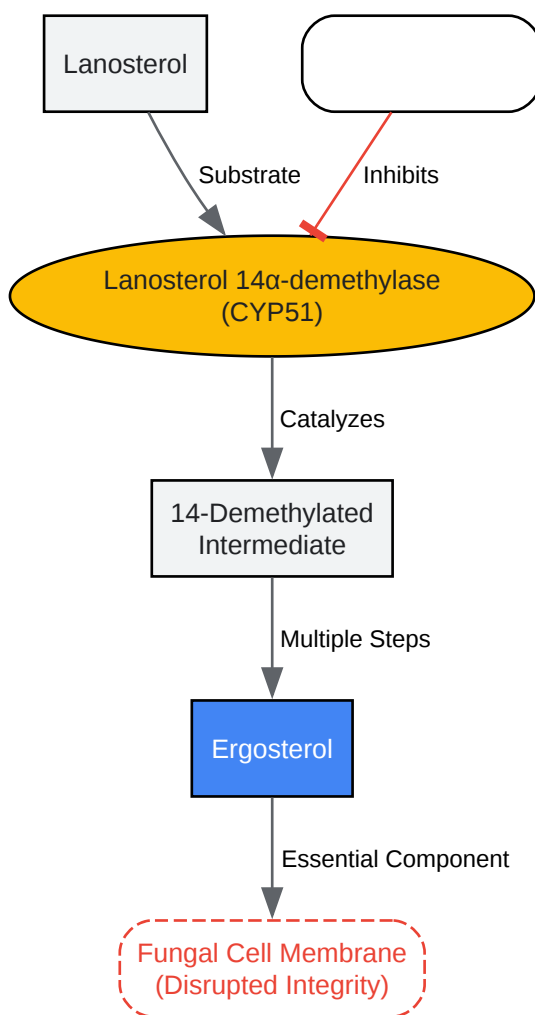 Lanosterol
Substrate
Inhibits
Lanosterol 14α-demethylase
(CYP51)
Catalyzes
14-Demethylated
Intermediate
Multiple Steps
Ergosterol
Essential Component
Fungal Cell Membrane
(Disrupted Integrity)